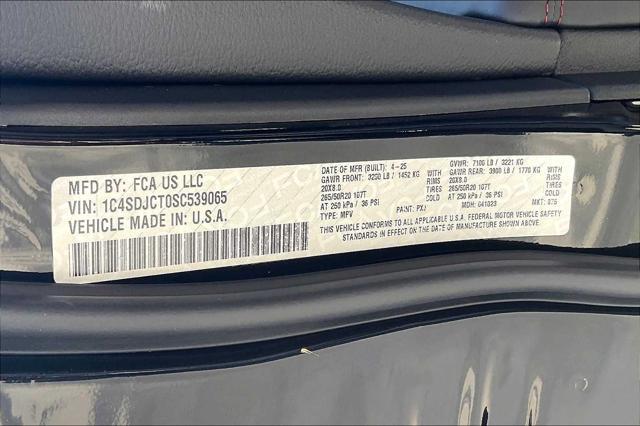 MFD BY: FCA US LLC
VIN: 1C4SDJCT0SC539065
VEHICLE MADE IN U.S.A.
DATE OF MFR (BUILT): 4-25 GVWR: 7100 LB / 3221 KG
GAWR FRONT: 3200 LB / 1452 KG WITH GAWR REAR: 3900 LB / 1770 KG WITH
20X8.0 RIMS 20X8.0 RIMS
265/50R20 107T TIRES 265/50R20 107T TIRES
AT 250 kPa / 36 PSI COLD AT 250 kPa / 36 PSI COLD
TYPE: MPV PAINT: PXJ MDH: 041023 MKT: 076
THIS VEHICLE CONFORMS TO ALL APPLICABLE U.S.A. FEDERAL MOTOR VEHICLE SAFETY
STANDARDS IN EFFECT ON THE DATE OF MANUFACTURE SHOWN ABOVE.